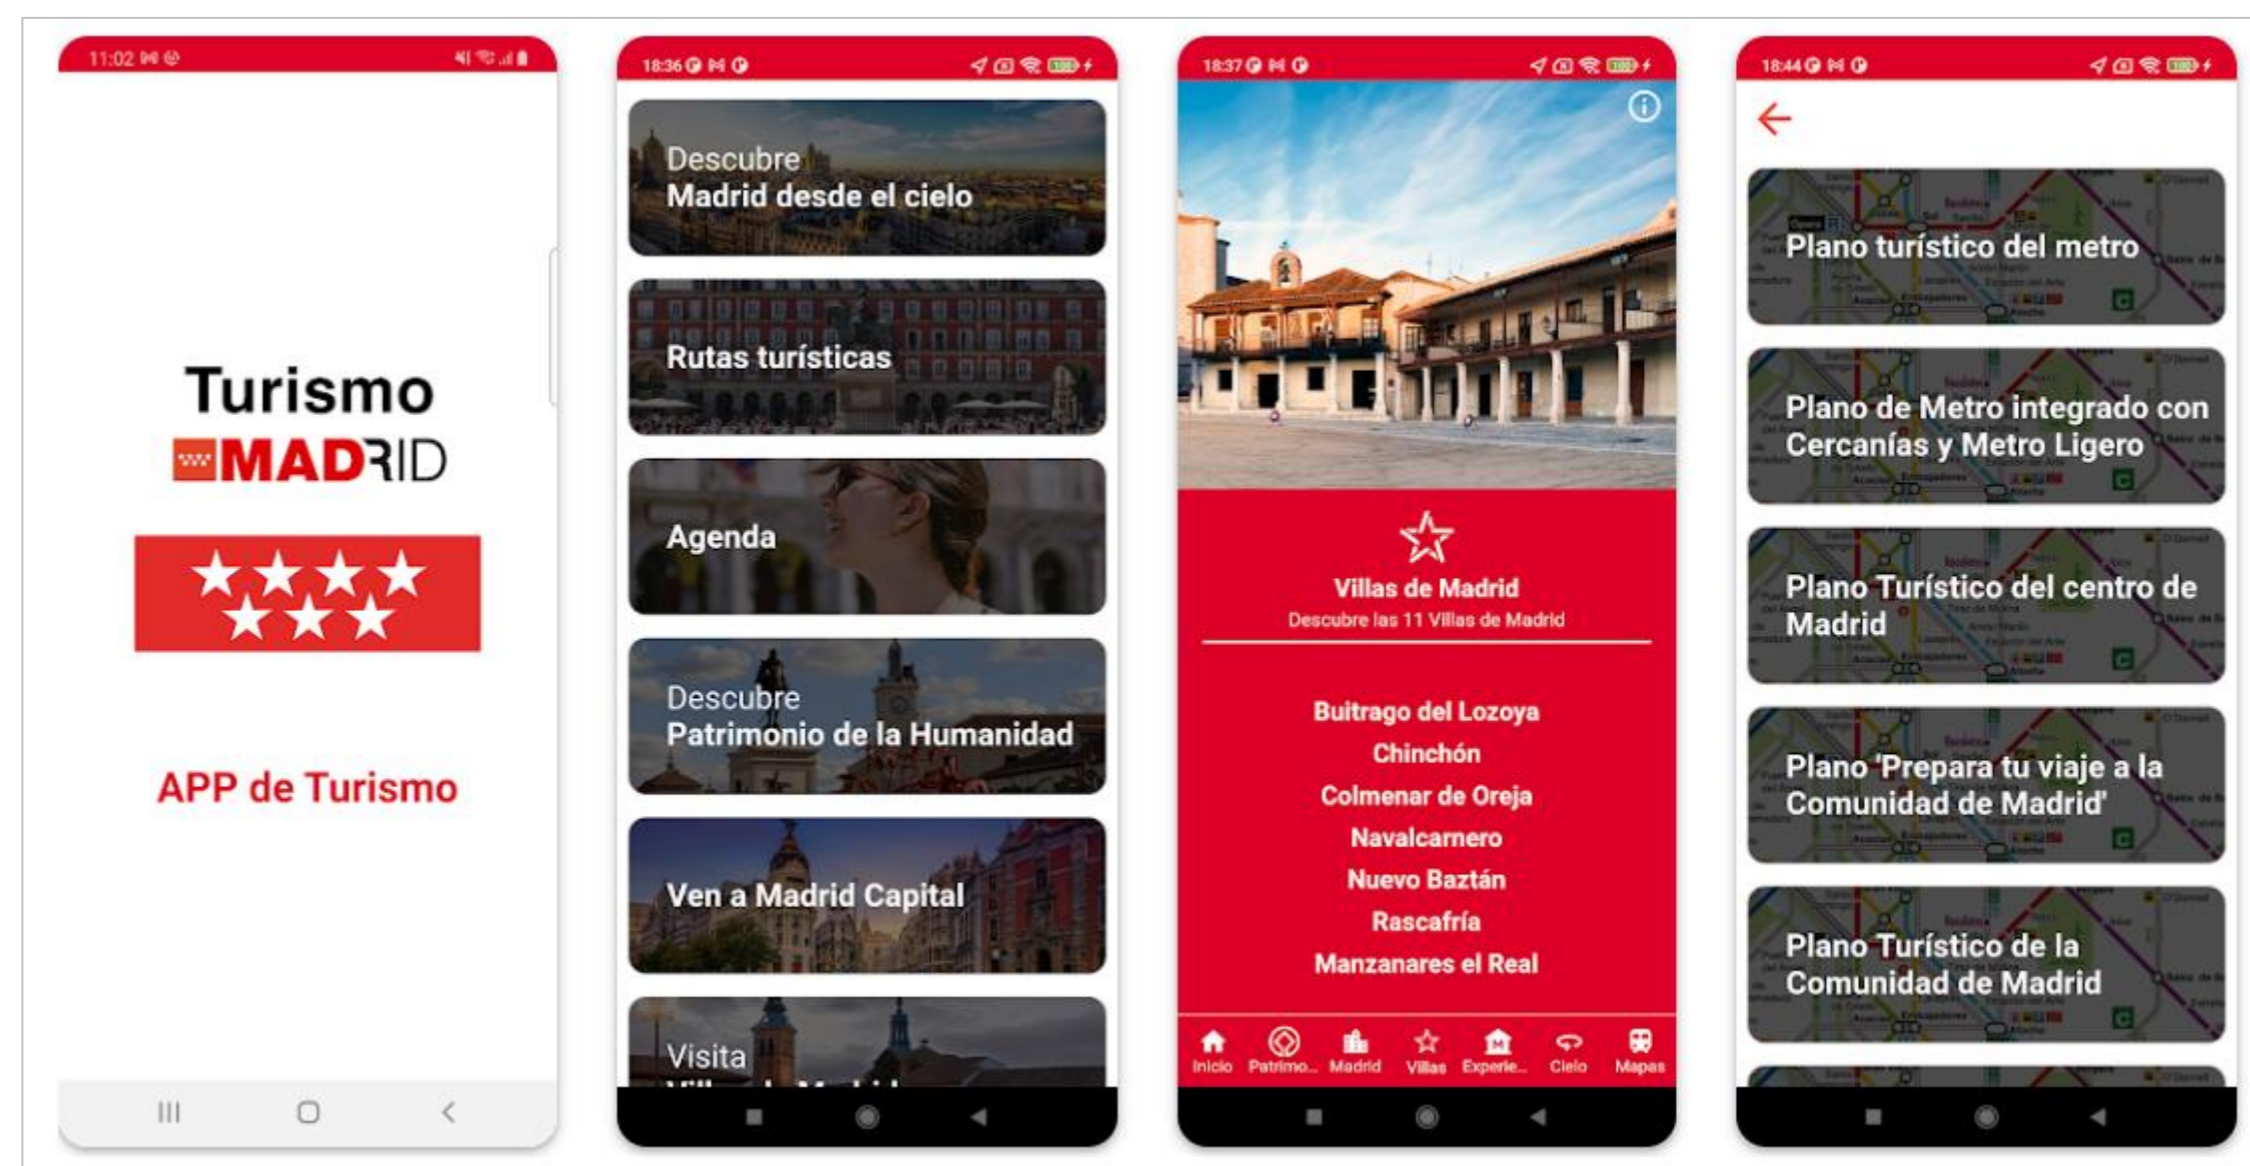 11:02
Turismo
MADRID
APP de Turismo
18:36
Descubre
Madrid desde el cielo
Rutas turísticas
Agenda
Descubre
Patrimonio de la Humanidad
Ven a Madrid Capital
Visita
18:37
Villas de Madrid
Descubre las 11 Villas de Madrid
Buitrago del Lozoya
Chinchón
Colmenar de Oreja
Navalcarnero
Nuevo Baztán
Rascafría
Manzanares el Real
Inicio Patrimo... Madrid Villas Experie... Cielo Mapas
18:44
Plano turístico del metro
Plano de Metro integrado con
Cercanías y Metro Ligero
Plano Turístico del centro de
Madrid
Plano 'Prepara tu viaje a la
Comunidad de Madrid'
Plano Turístico de la
Comunidad de Madrid